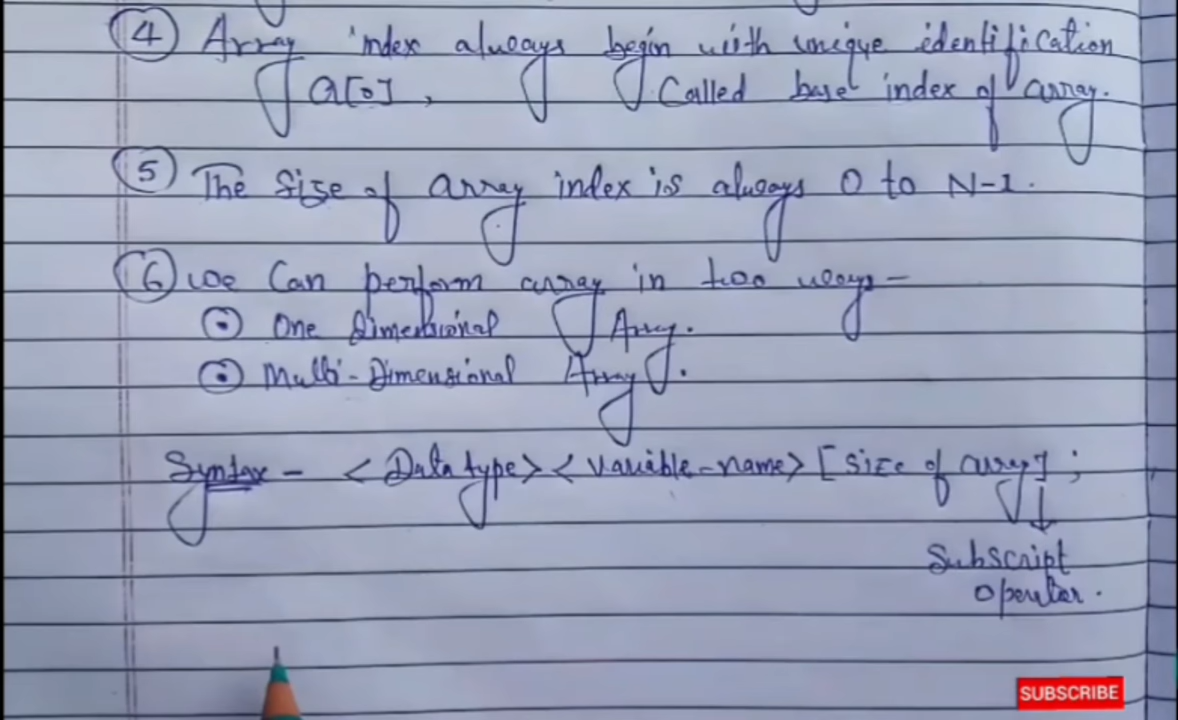 ④ Array index always begin with unique identification
a[0], Called base index of array.
⑤ The size of array index is always 0 to N-1.
⑥ we Can perform array in two ways -
⊙ One Dimensional Array.
⊙ Multi-Dimensional Array.
Syntax - <Data type> <variable-name> [size of array];
↓
Subscript
operator.
SUBSCRIBE